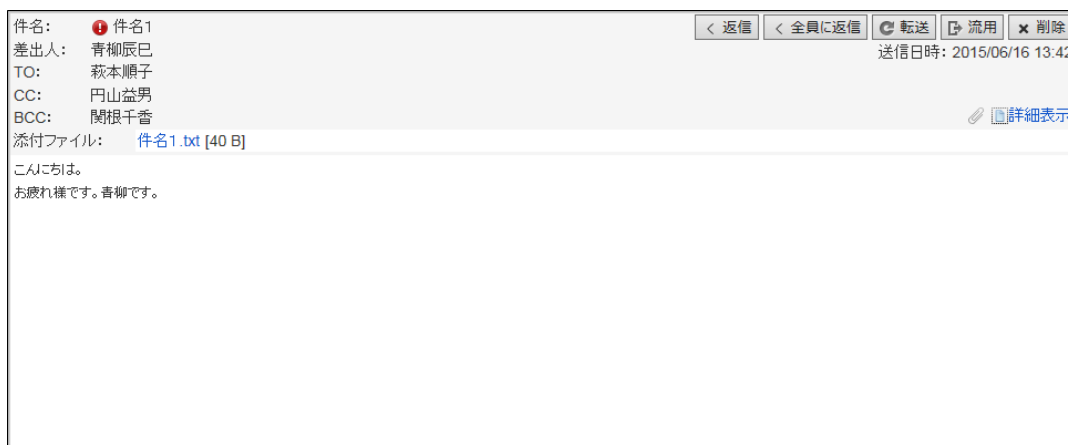 件名: 件名1
< 返信 < 全員に返信 転送 流用 × 削除
差出人: 青柳辰巳
送信日時: 2015/06/16 13:42
TO: 萩本順子
CC: 円山益男
BCC: 関根千香
詳細表示
添付ファイル: 件名1.txt [40 B]
こんにちは。
お疲れ様です。青柳です。